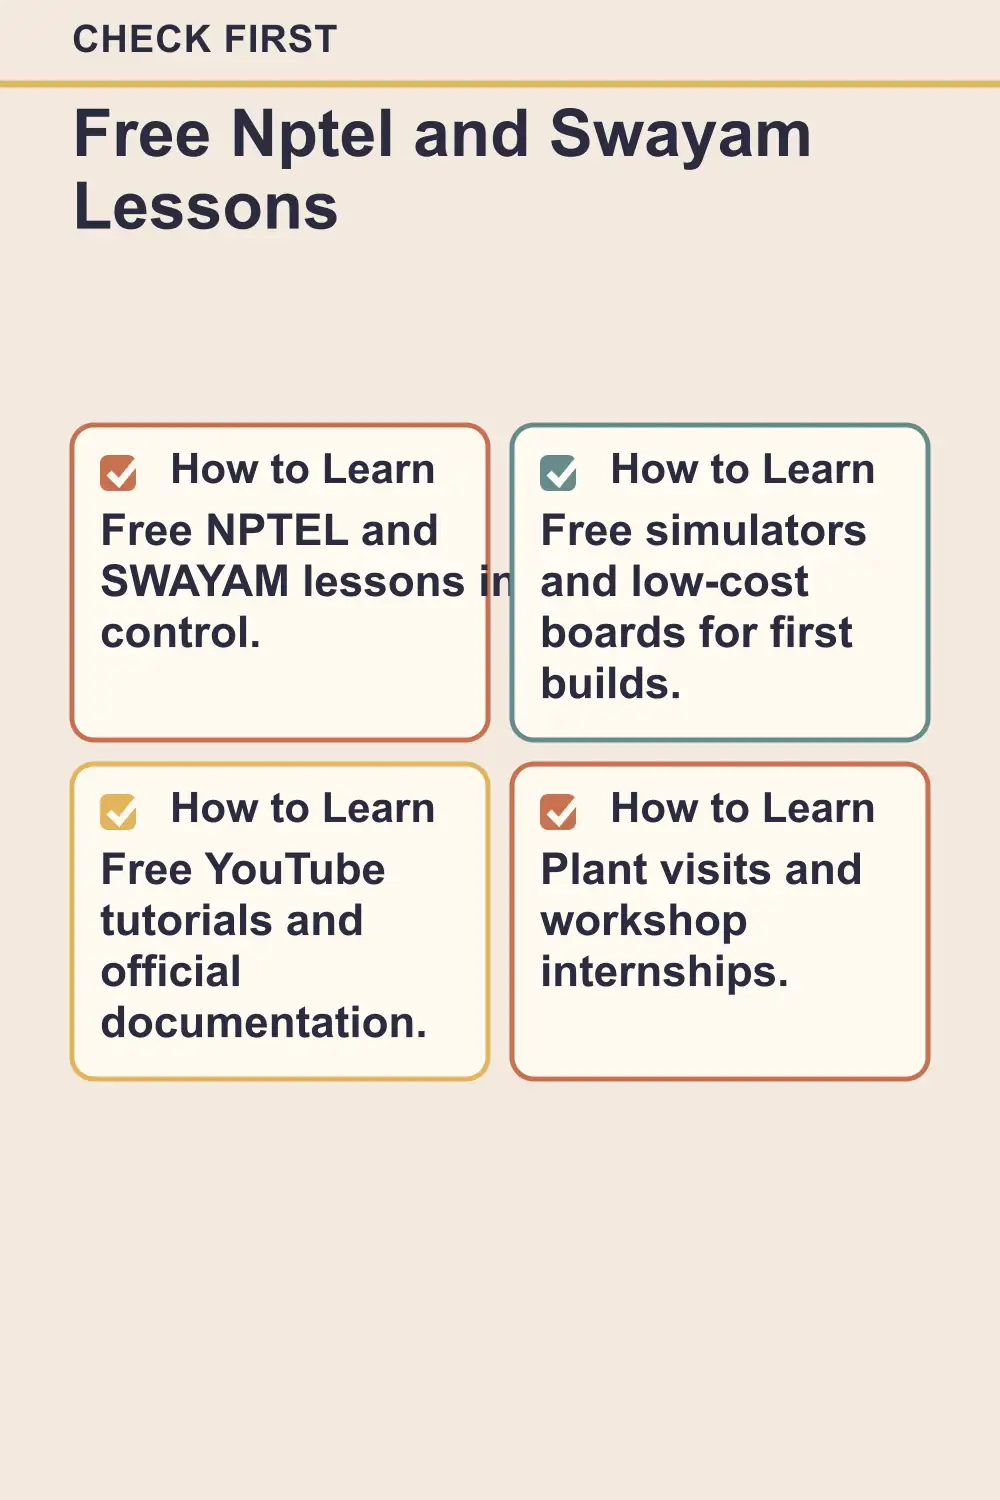 CHECK FIRST
Free Nptel and Swayam
Lessons
How to Learn
Free NPTEL and
SWAYAM lessons in
control.
How to Learn
Free simulators
and low-cost
boards for first
builds.
How to Learn
Free YouTube
tutorials and
official
documentation.
How to Learn
Plant visits and
workshop
internships.